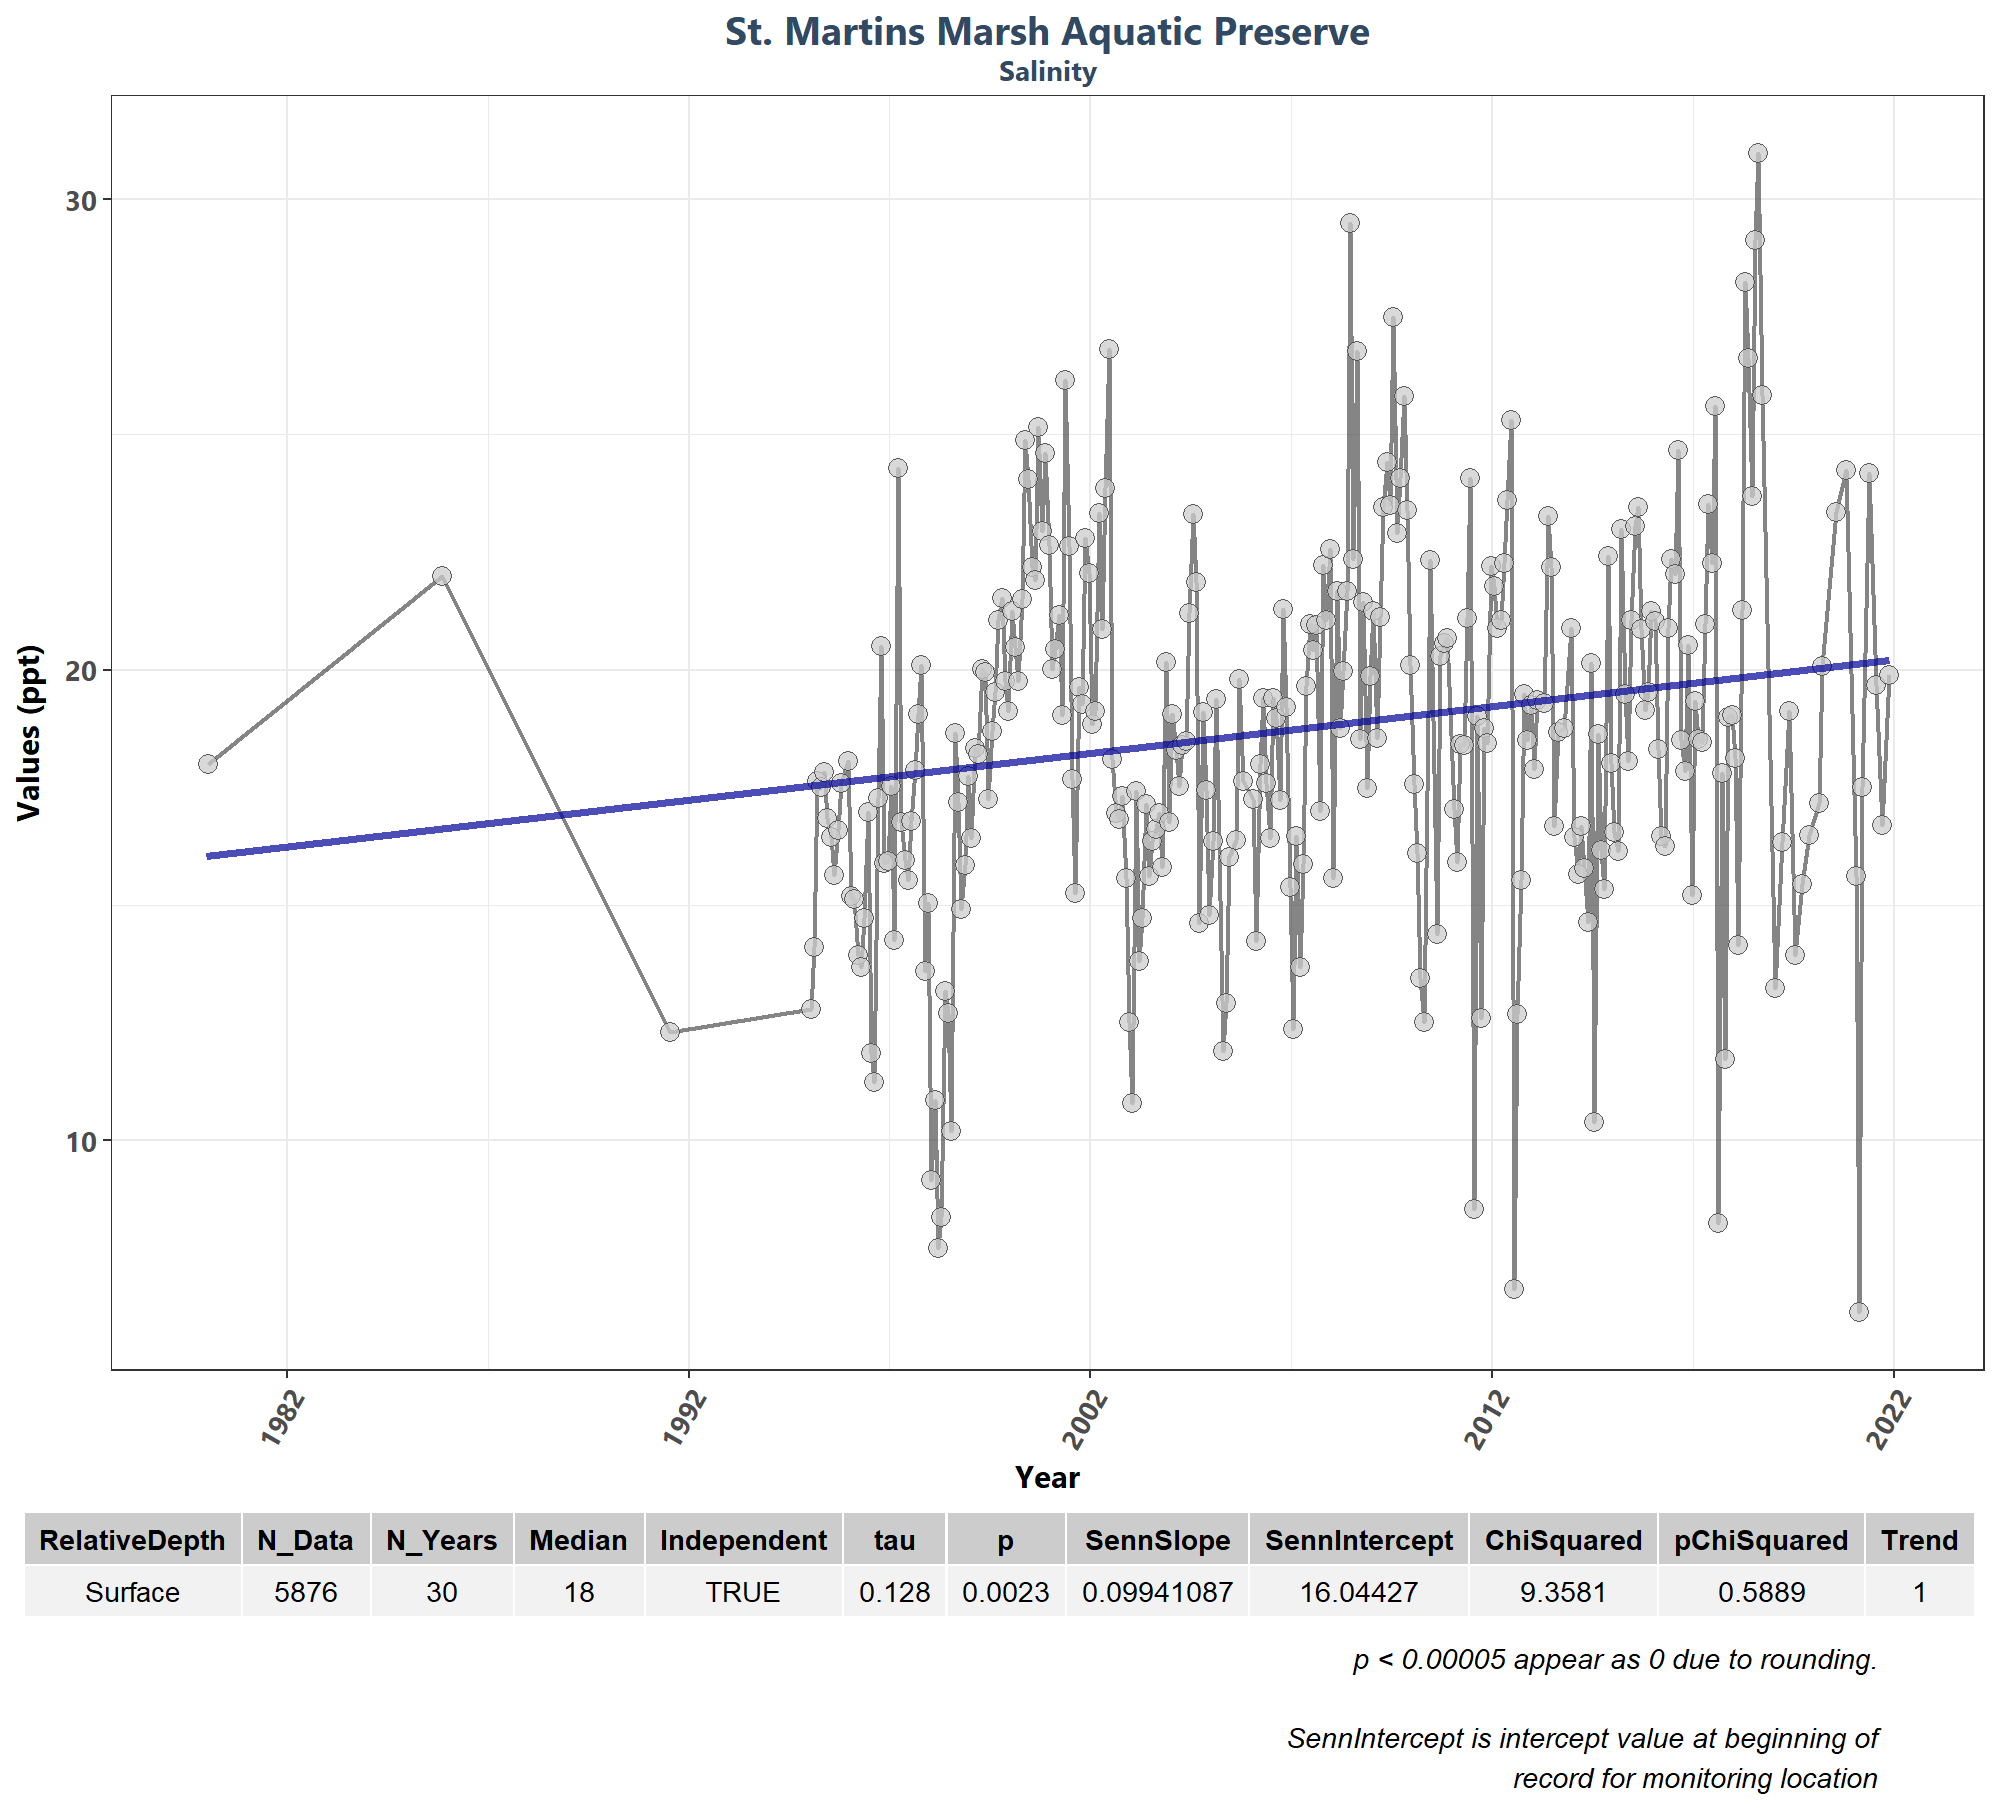 St. Martins Marsh Aquatic Preserve
Salinity
Values (ppt)
30
20
10
1982
1992
2002
2012
2022
Year
RelativeDepth N_Data N_Years Median Independent tau p SennSlope SennIntercept ChiSquared pChiSquared Trend
Surface 5876 30 18 TRUE 0.128 0.0023 0.09941087 16.04427 9.3581 0.5889 1
p < 0.00005 appear as 0 due to rounding.
SennIntercept is intercept value at beginning of
record for monitoring location